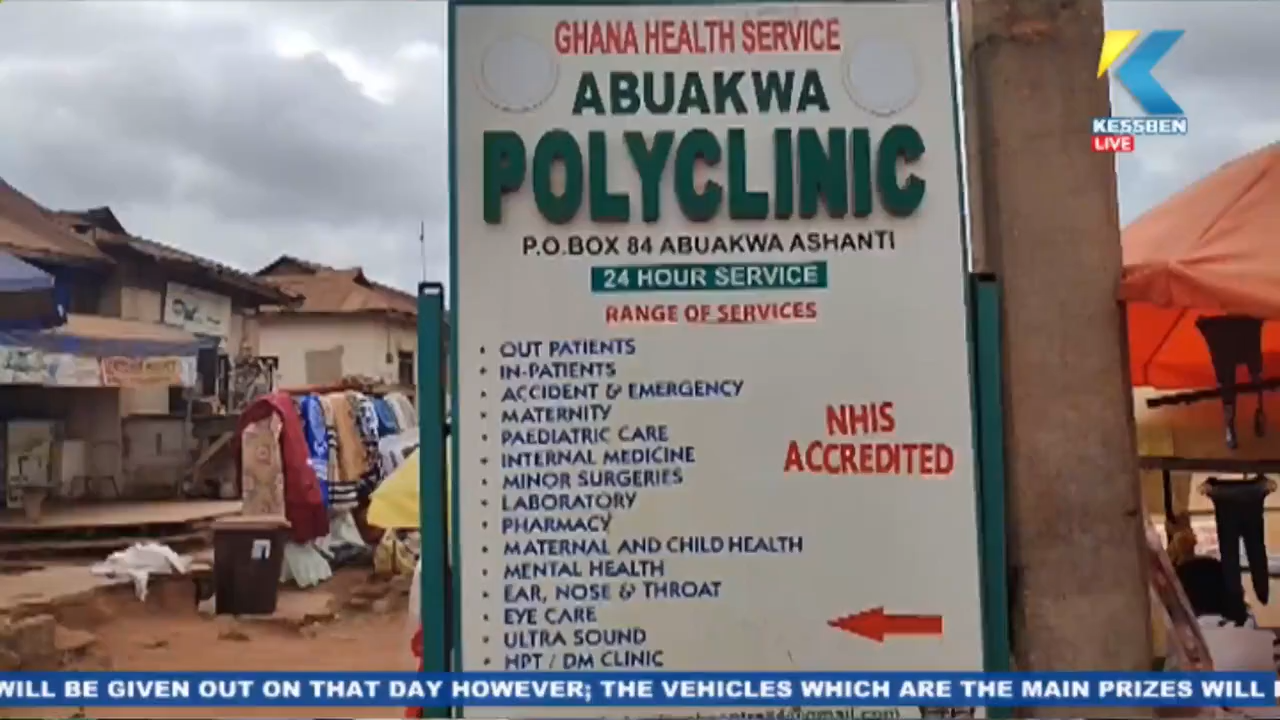 GHANA HEALTH SERVICE
ABUAKWA
POLYCLINIC
P.O.BOX 84 ABUAKWA ASHANTI
24 HOUR SERVICE
RANGE OF SERVICES
• OUT PATIENTS
• IN-PATIENTS
• ACCIDENT & EMERGENCY
• MATERNITY
• PAEDIATRIC CARE
• INTERNAL MEDICINE
• MINOR SURGERIES
• LABORATORY
• PHARMACY
• MATERNAL AND CHILD HEALTH
• MENTAL HEALTH
• EAR, NOSE & THROAT
• EYE CARE
• ULTRA SOUND
• HPT / DM CLINIC
NHIS
ACCREDITED
KESSBEN
LIVE
WILL BE GIVEN OUT ON THAT DAY HOWEVER; THE VEHICLES WHICH ARE THE MAIN PRIZES WILL